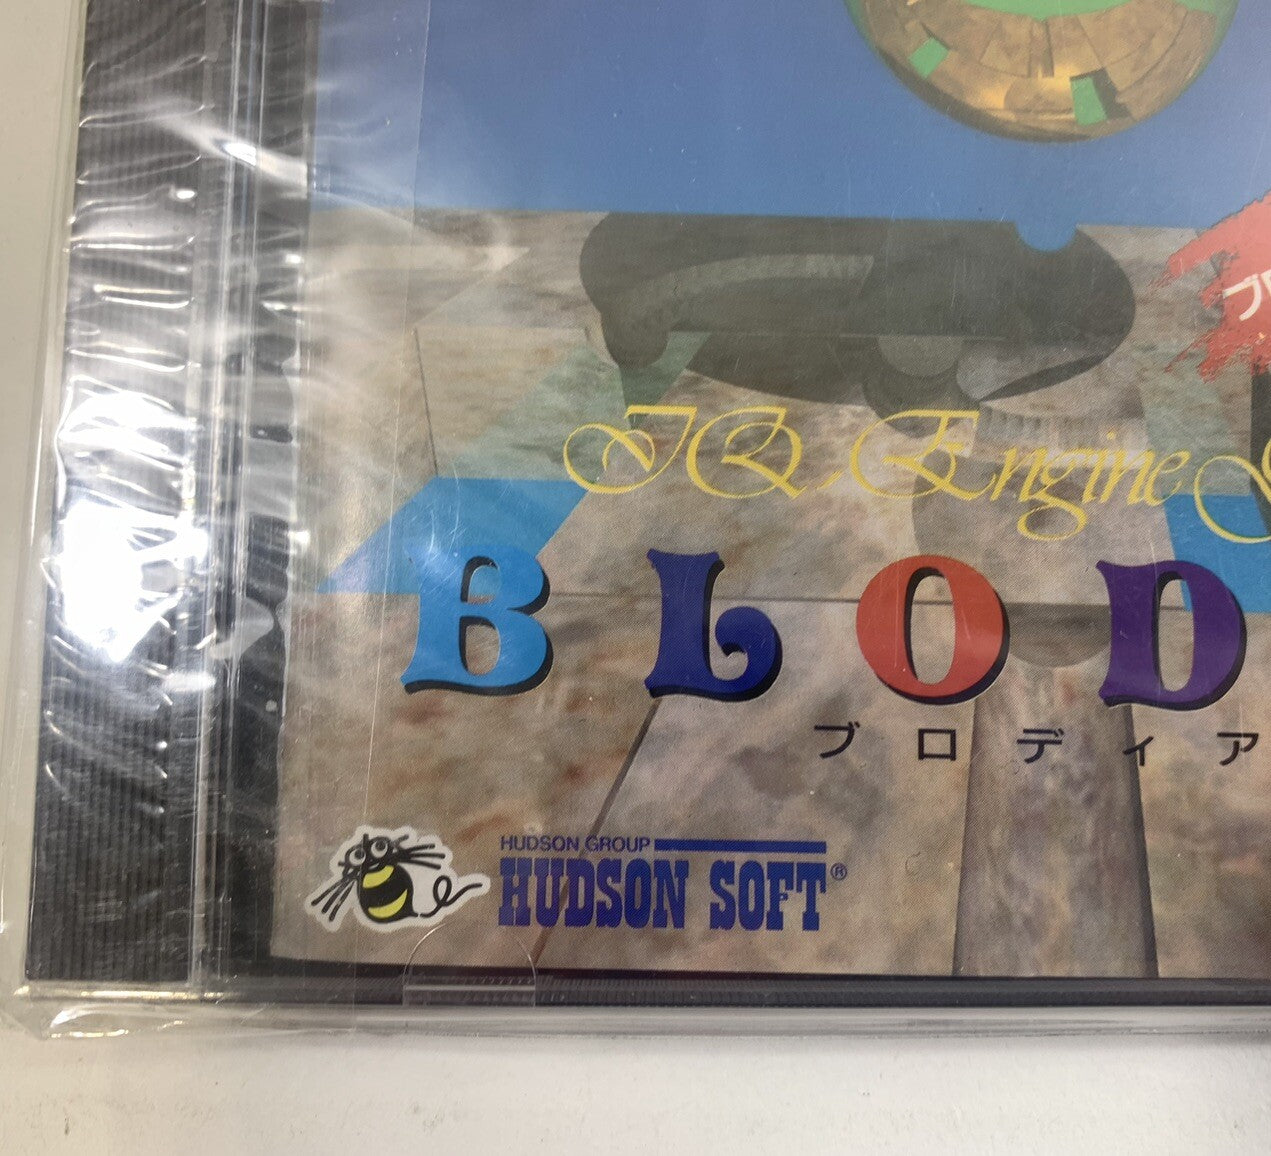 IQ Engine
BLOD
ブロディア
HUDSON GROUP
HUDSON SOFT®